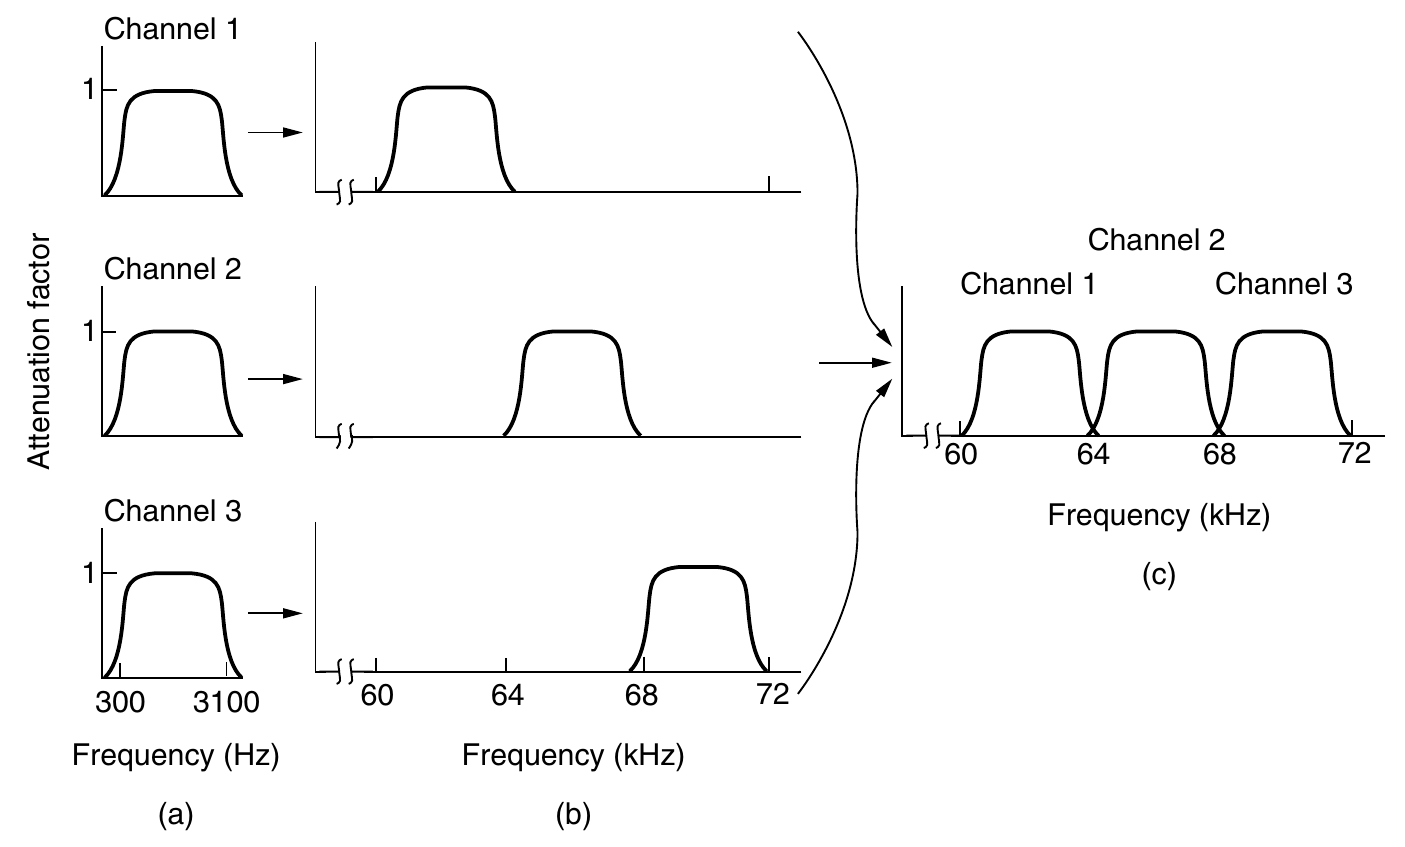 Channel 1
1
Attenuation factor
Channel 2
1
Channel 3
1
300 3100
Frequency (Hz)
(a)
60 64 68 72
Frequency (kHz)
(b)
Channel 2
Channel 1 Channel 3
60 64 68 72
Frequency (kHz)
(c)